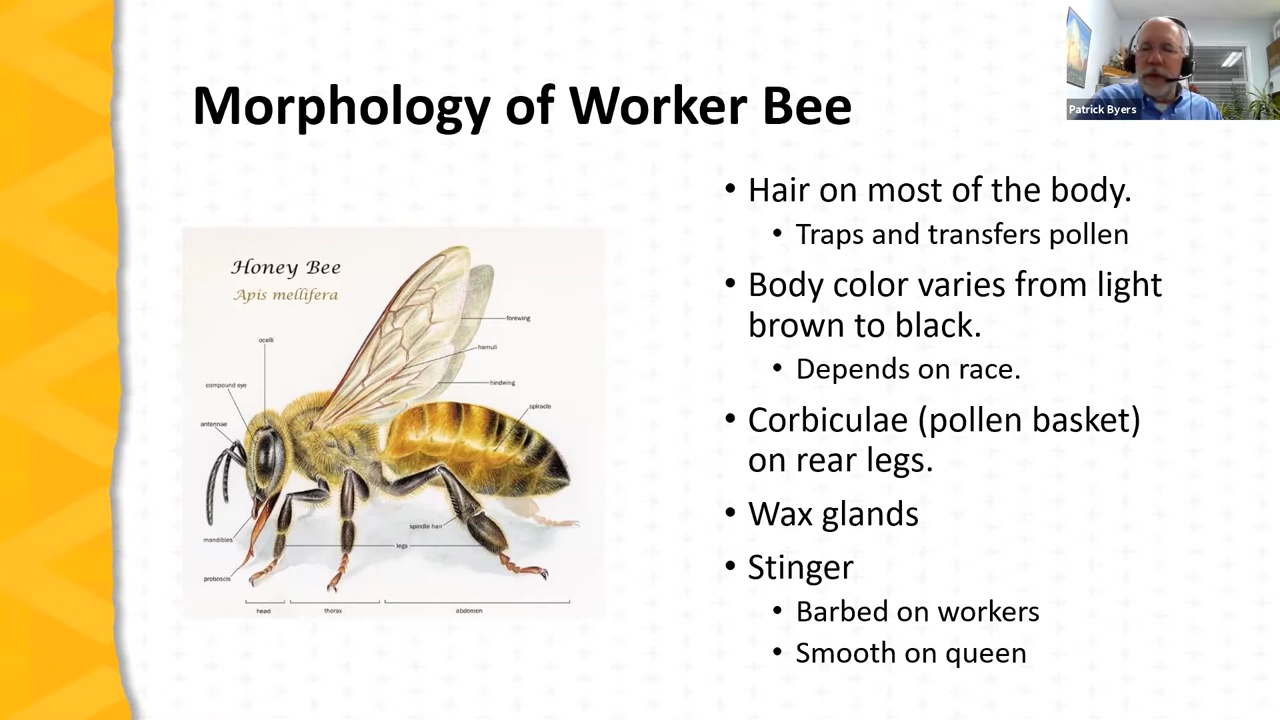 Morphology of Worker Bee
Patrick Byers
Honey Bee
Apis mellifera
forewing
ocelli
hamuli
compound eye
hindwing
spiracle
antennae
spindle hair
mandibles
legs
proboscis
head
thorax
abdomen
• Hair on most of the body.
• Traps and transfers pollen
• Body color varies from light
brown to black.
• Depends on race.
• Corbiculae (pollen basket)
on rear legs.
• Wax glands
• Stinger
• Barbed on workers
• Smooth on queen